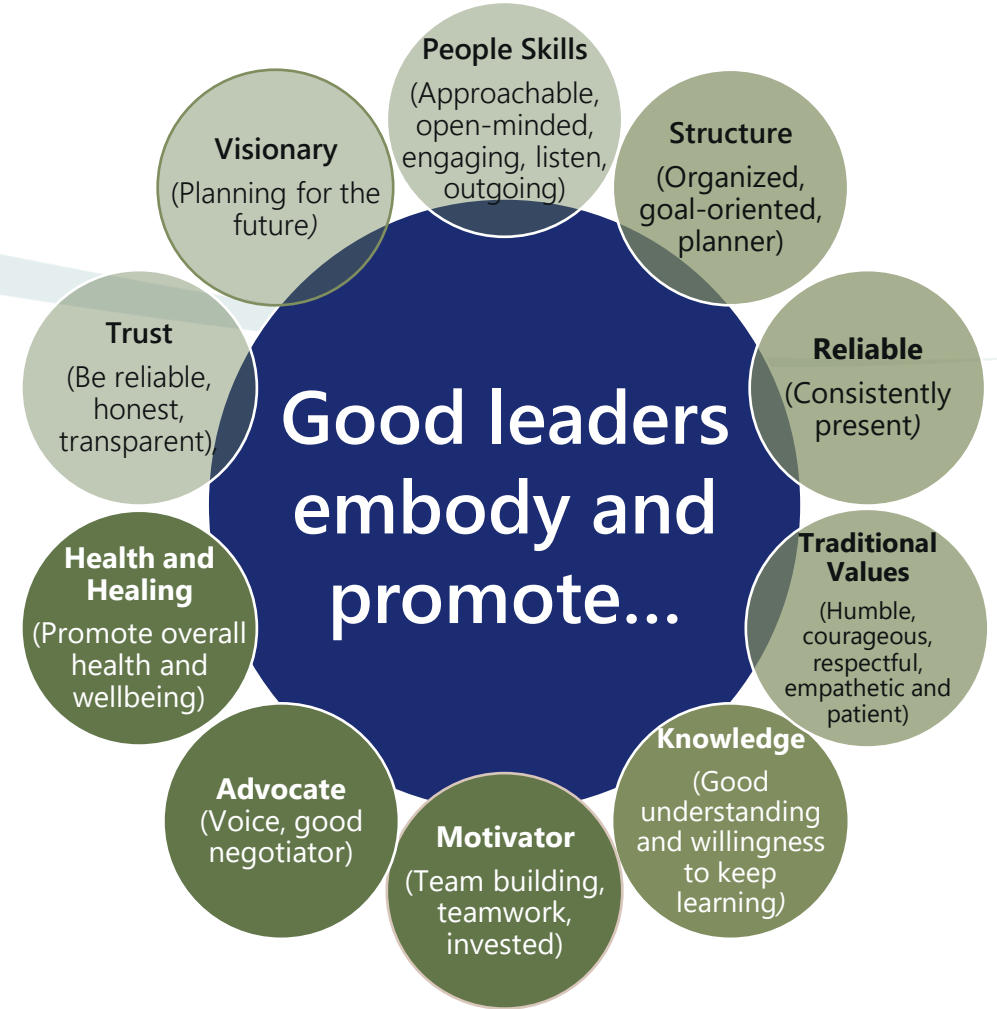 People Skills
(Approachable,
open-minded,
engaging, listen,
outgoing)
Structure
(Organized,
goal-oriented,
planner)
Reliable
(Consistently
present)
Traditional
Values
(Humble,
courageous,
respectful,
empathetic and
patient)
Knowledge
(Good
understanding
and willingness
to keep
learning)
Motivator
(Team building,
teamwork,
invested)
Advocate
(Voice, good
negotiator)
Health and
Healing
(Promote overall
health and
wellbeing)
Trust
(Be reliable,
honest,
transparent),
Visionary
(Planning for the
future)
Good leaders
embody and
promote...